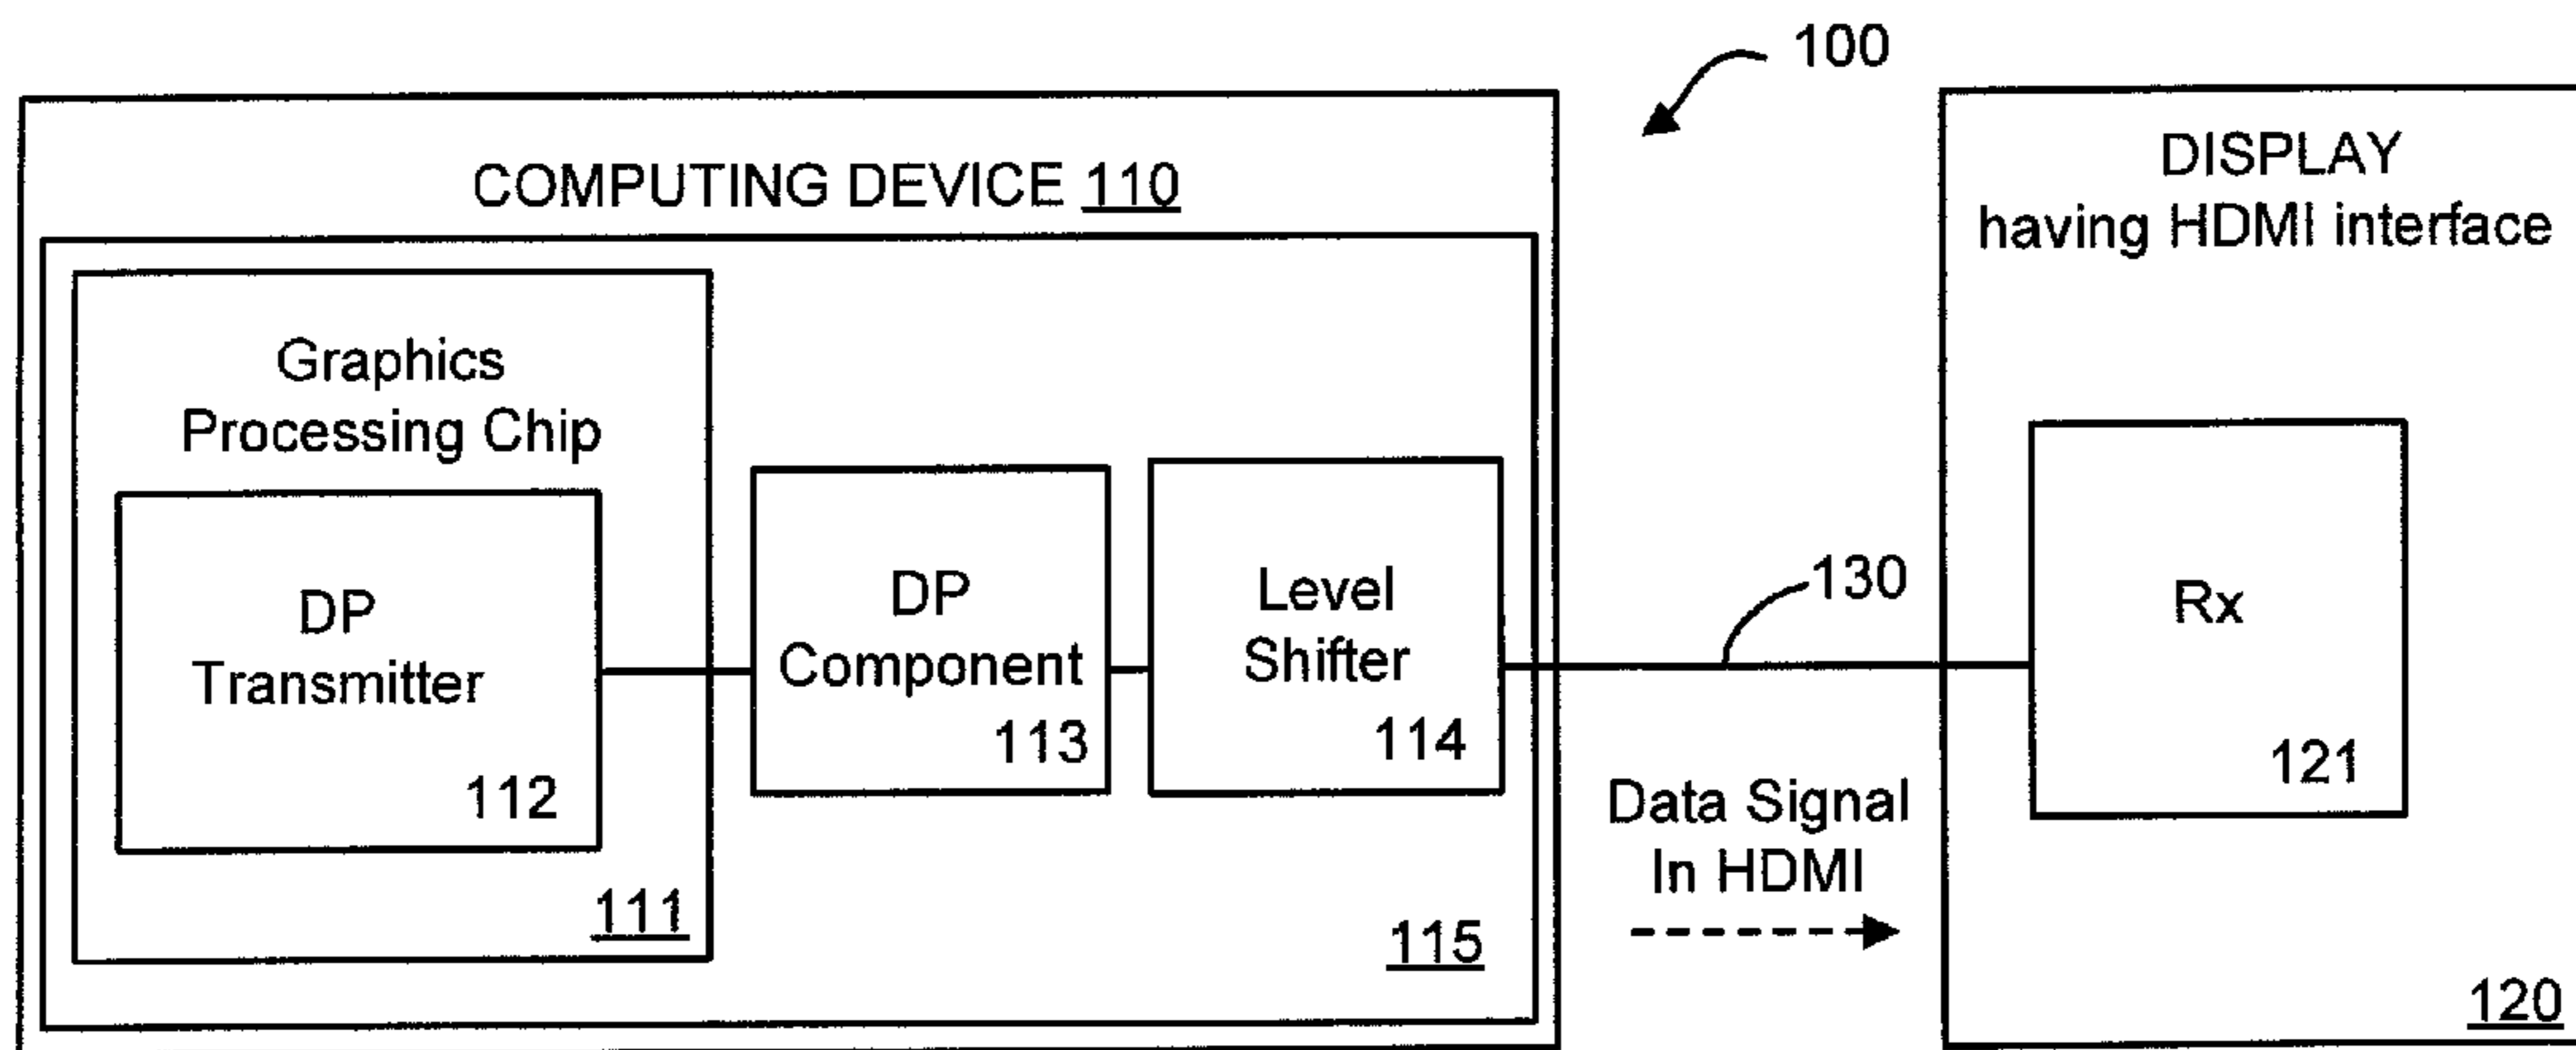 100
COMPUTING DEVICE 110
DISPLAY
having HDMI interface
Graphics
Processing Chip
DP
Transmitter
112
111
DP
Component
113
Level
Shifter
114
115
130
Data Signal
In HDMI
Rx
121
120